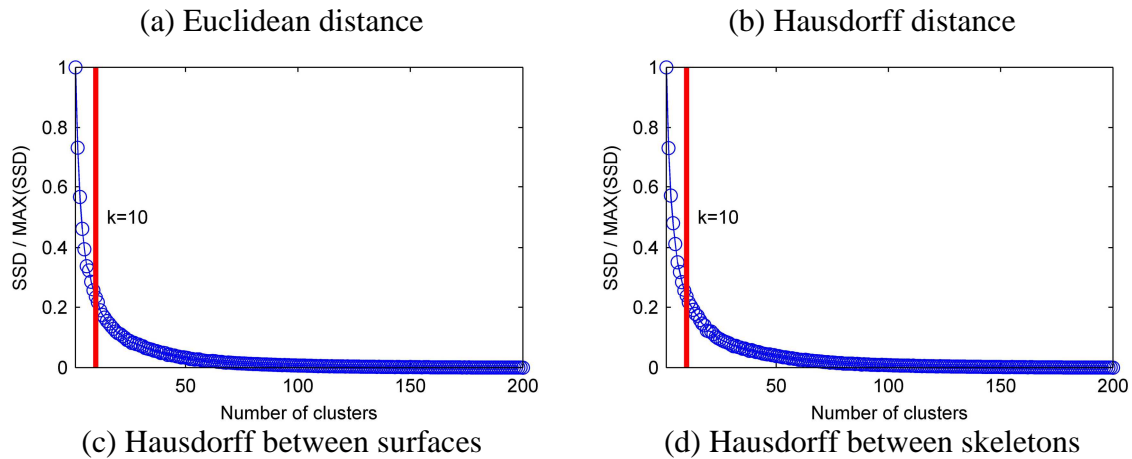 (a) Euclidean distance
(b) Hausdorff distance
1
0.8
0.6
0.4
0.2
0
SSD / MAX(SSD)
k=10
50
100
150
200
Number of clusters
1
0.8
0.6
0.4
0.2
0
SSD / MAX(SSD)
k=10
50
100
150
200
Number of clusters
(c) Hausdorff between surfaces
(d) Hausdorff between skeletons